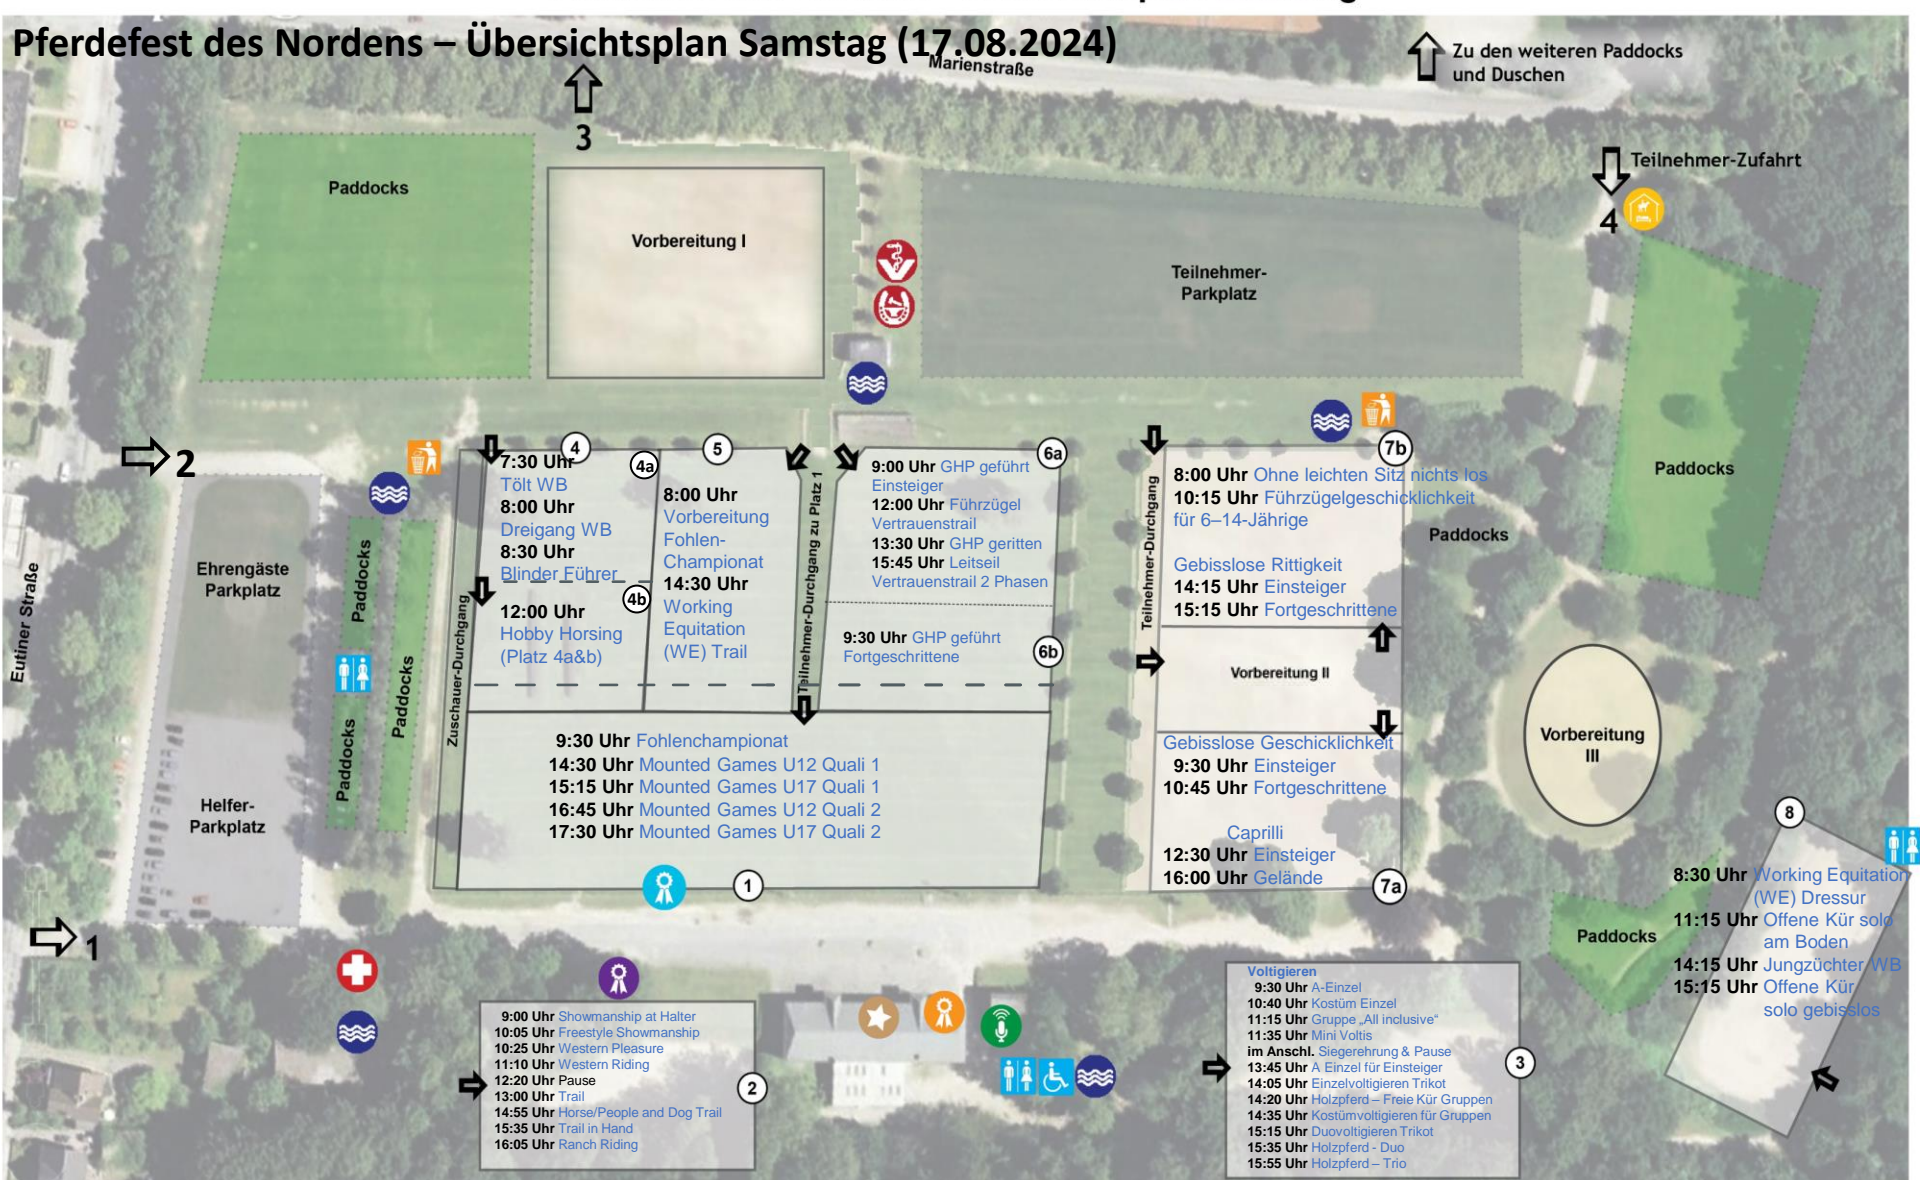 Pferdefest des Nordens – Übersichtsplan Samstag (17.08.2024)
Marienstraße
Zu den weiteren Paddocks
und Duschen
3
Teilnehmer-Zufahrt
4
Paddocks
Vorbereitung I
Teilnehmer-
Parkplatz
Paddocks
2
Eutiner Straße
Ehrengäste
Parkplatz
Helfer-
Parkplatz
1
Paddocks
Paddocks
Paddocks
Zuschauer-Durchgang
4
4a
7:30 Uhr
Tölt WB
8:00 Uhr
Dreigang WB
8:30 Uhr
Blinder Führer
4b
12:00 Uhr
Hobby Horsing
(Platz 4a&b)
5
8:00 Uhr
Vorbereitung
Fohlen-
Championat
14:30 Uhr
Working
Equitation
(WE) Trail
Teilnehmer-Durchgang zu Platz 1
6a
9:00 Uhr GHP geführt
Einsteiger
12:00 Uhr Führzügel
Vertrauenstrail
13:30 Uhr GHP geritten
15:45 Uhr Leitseil
Vertrauenstrail 2 Phasen
6b
9:30 Uhr GHP geführt
Fortgeschrittene
9:30 Uhr Fohlenchampionat
14:30 Uhr Mounted Games U12 Quali 1
15:15 Uhr Mounted Games U17 Quali 1
16:45 Uhr Mounted Games U12 Quali 2
17:30 Uhr Mounted Games U17 Quali 2
1
Teilnehmer-Durchgang
7b
8:00 Uhr Ohne leichten Sitz nichts los
10:15 Uhr Führzügelgeschicklichkeit
für 6–14-Jährige
Gebisslose Rittigkeit
14:15 Uhr Einsteiger
15:15 Uhr Fortgeschrittene
Paddocks
Vorbereitung II
Gebisslose Geschicklichkeit
9:30 Uhr Einsteiger
10:45 Uhr Fortgeschrittene
Caprilli
12:30 Uhr Einsteiger
16:00 Uhr Gelände
7a
Vorbereitung
III
Paddocks
8
8:30 Uhr Working Equitation
(WE) Dressur
11:15 Uhr Offene Kür solo
am Boden
14:15 Uhr Jungzüchter WB
15:15 Uhr Offene Kür
solo gebisslos
9:00 Uhr Showmanship at Halter
10:05 Uhr Freestyle Showmanship
10:25 Uhr Western Pleasure
11:10 Uhr Western Riding
12:20 Uhr Pause
13:00 Uhr Trail
14:55 Uhr Horse/People and Dog Trail
15:35 Uhr Trail in Hand
16:05 Uhr Ranch Riding
2
Voltigieren
9:30 Uhr A-Einzel
10:40 Uhr Kostüm Einzel
11:15 Uhr Gruppe „All inclusive“
11:35 Uhr Mini Voltis
im Anschl. Siegerehrung & Pause
13:45 Uhr A Einzel für Einsteiger
14:05 Uhr Einzelvoltigieren Trikot
14:20 Uhr Holzpferd – Freie Kür Gruppen
14:35 Uhr Kostümvoltigieren für Gruppen
15:15 Uhr Duovoltigieren Trikot
15:35 Uhr Holzpferd - Duo
15:55 Uhr Holzpferd – Trio
3